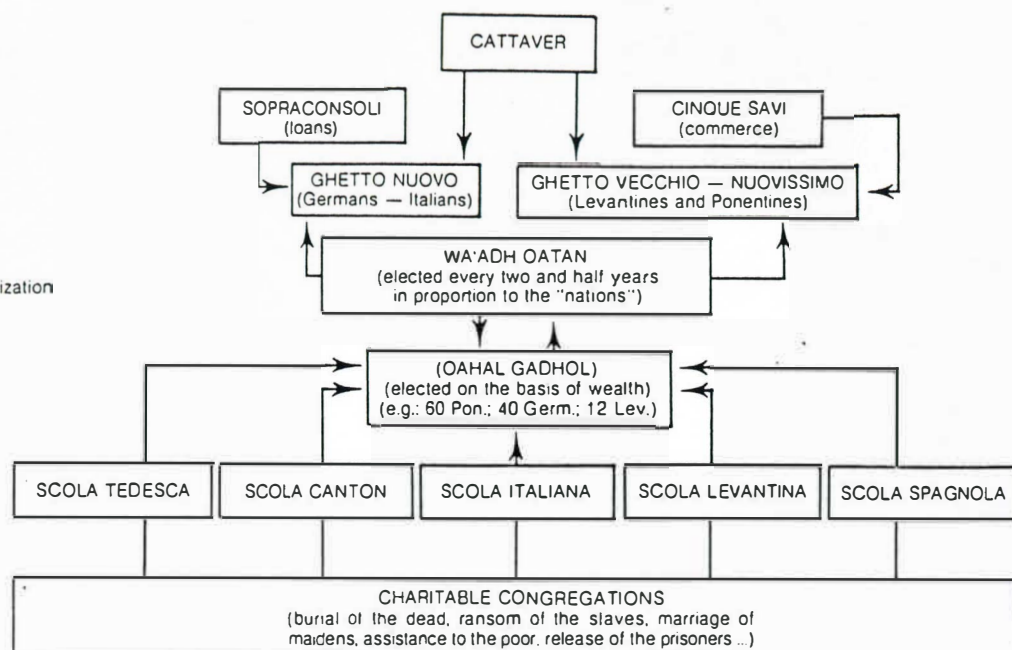 CATTAVER
SOPRACONSOLI
(loans)
CINQUE SAVI
(commerce)
GHETTO NUOVO
(Germans — Italians)
GHETTO VECCHIO — NUOVISSIMO
(Levantines and Ponentines)
WA'ADH OATAN
(elected every two and half years
in proportion to the "nations")
ization
(OAHAL GADHOL)
(elected on the basis of wealth)
(e.g.: 60 Pon.; 40 Germ.; 12 Lev.)
SCOLA TEDESCA
SCOLA CANTON
SCOLA ITALIANA
SCOLA LEVANTINA
SCOLA SPAGNOLA
CHARITABLE CONGREGATIONS
(burial of the dead, ransom of the slaves, marriage of
maidens, assistance to the poor, release of the prisoners ...)